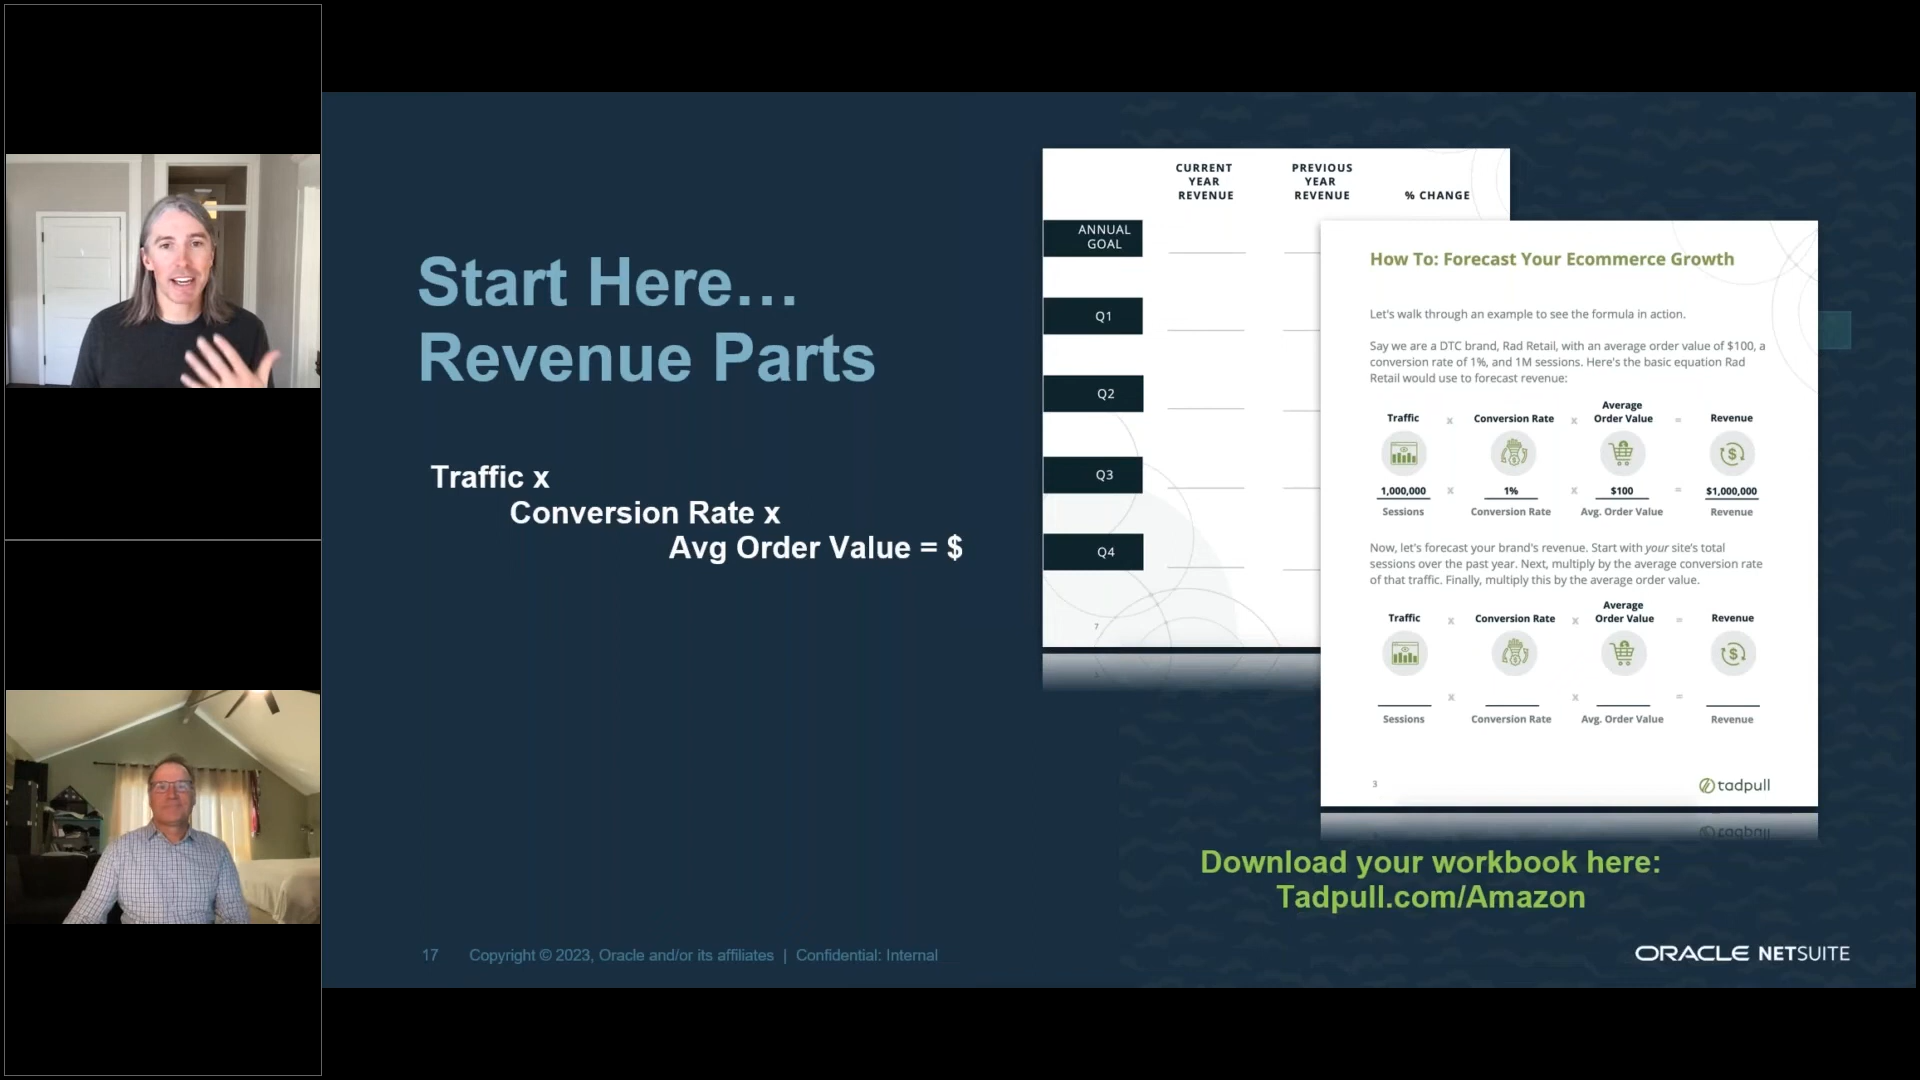 Start Here…
Revenue Parts
Traffic x
Conversion Rate x
Avg Order Value = $
CURRENT
YEAR
REVENUE
PREVIOUS
YEAR
REVENUE
% CHANGE
ANNUAL
GOAL
Q1
Q2
Q3
Q4
7
How To: Forecast Your Ecommerce Growth
Let's walk through an example to see the formula in action.
Say we are a DTC brand, Rad Retail, with an average order value of $100, a
conversion rate of 1%, and 1M sessions. Here's the basic equation Rad
Retail would use to forecast revenue:
Traffic x Conversion Rate x Average Order Value = Revenue
1,000,000 x 1% x $100 = $1,000,000
Sessions Conversion Rate Avg. Order Value Revenue
Now, let's forecast your brand's revenue. Start with your site's total
sessions over the past year. Next, multiply by the average conversion rate
of that traffic. Finally, multiply this by the average order value.
Traffic x Conversion Rate x Average Order Value = Revenue
x x =
Sessions Conversion Rate Avg. Order Value Revenue
3
tadpull
Download your workbook here:
Tadpull.com/Amazon
17 Copyright © 2023, Oracle and/or its affiliates | Confidential: Internal
ORACLE NETSUITE